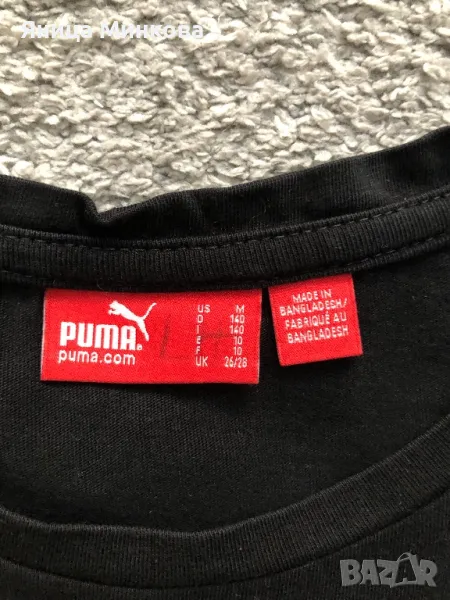 Яница Минкова
PUMA®
puma.com
US M
D 140
I 140
E 10
F 10
UK 26/28
MADE IN
BANGLADESH/
FABRIQUÉ AU
BANGLADESH
BAZAR